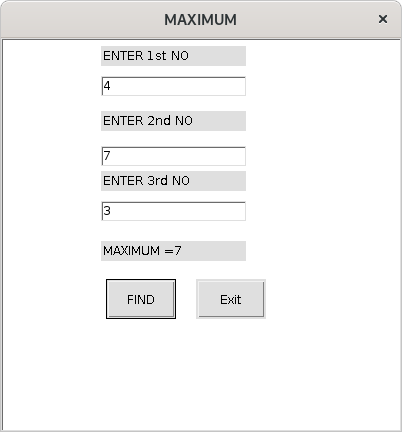 MAXIMUM ×
ENTER 1st NO
4
ENTER 2nd NO
7
ENTER 3rd NO
3
MAXIMUM =7
FIND Exit